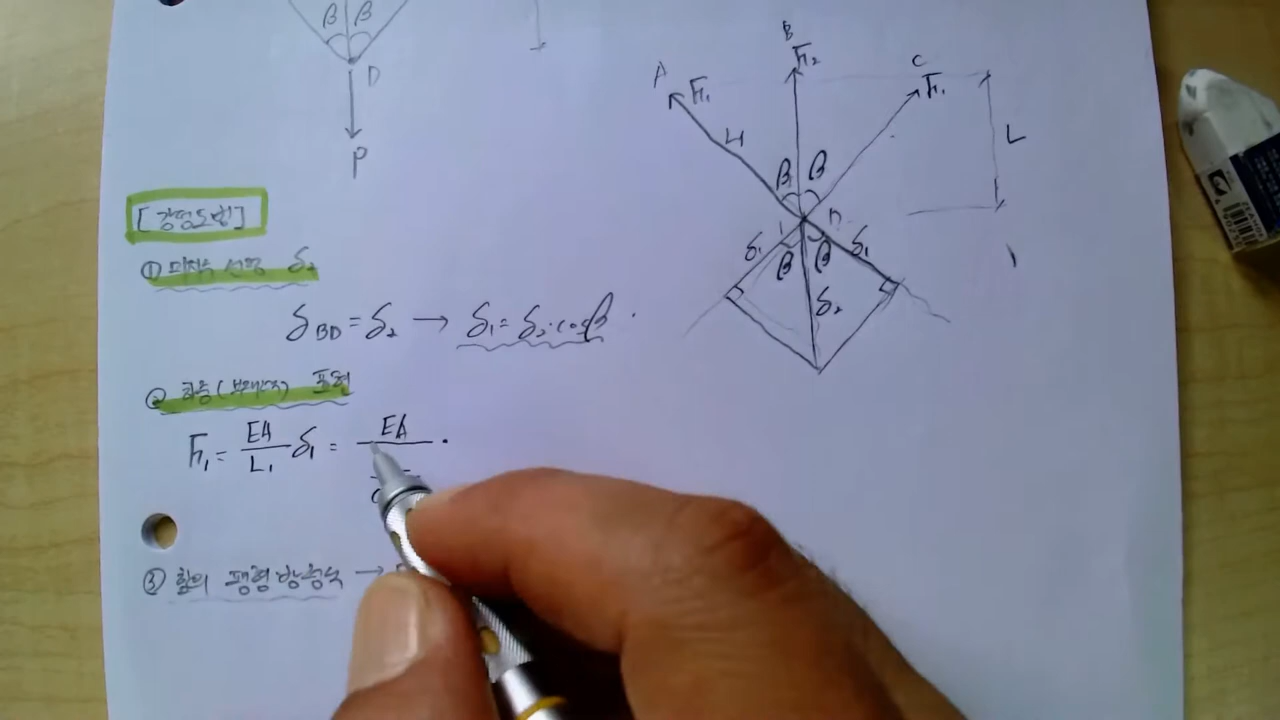 β β
D
P
A F₁
B
F₂
C
F₁
L₁
L
β β
D
δ₁ δ₁
β β
δ₂
[강성도법]
① 미지수 선정 δ₂
δ_BD = δ₂ → δ₁ = δ₂·cosβ
② 하중(부재력) 표현
F₁ = EA/L₁ δ₁ = EA/ ·
③ 힘의 평형방정식 →